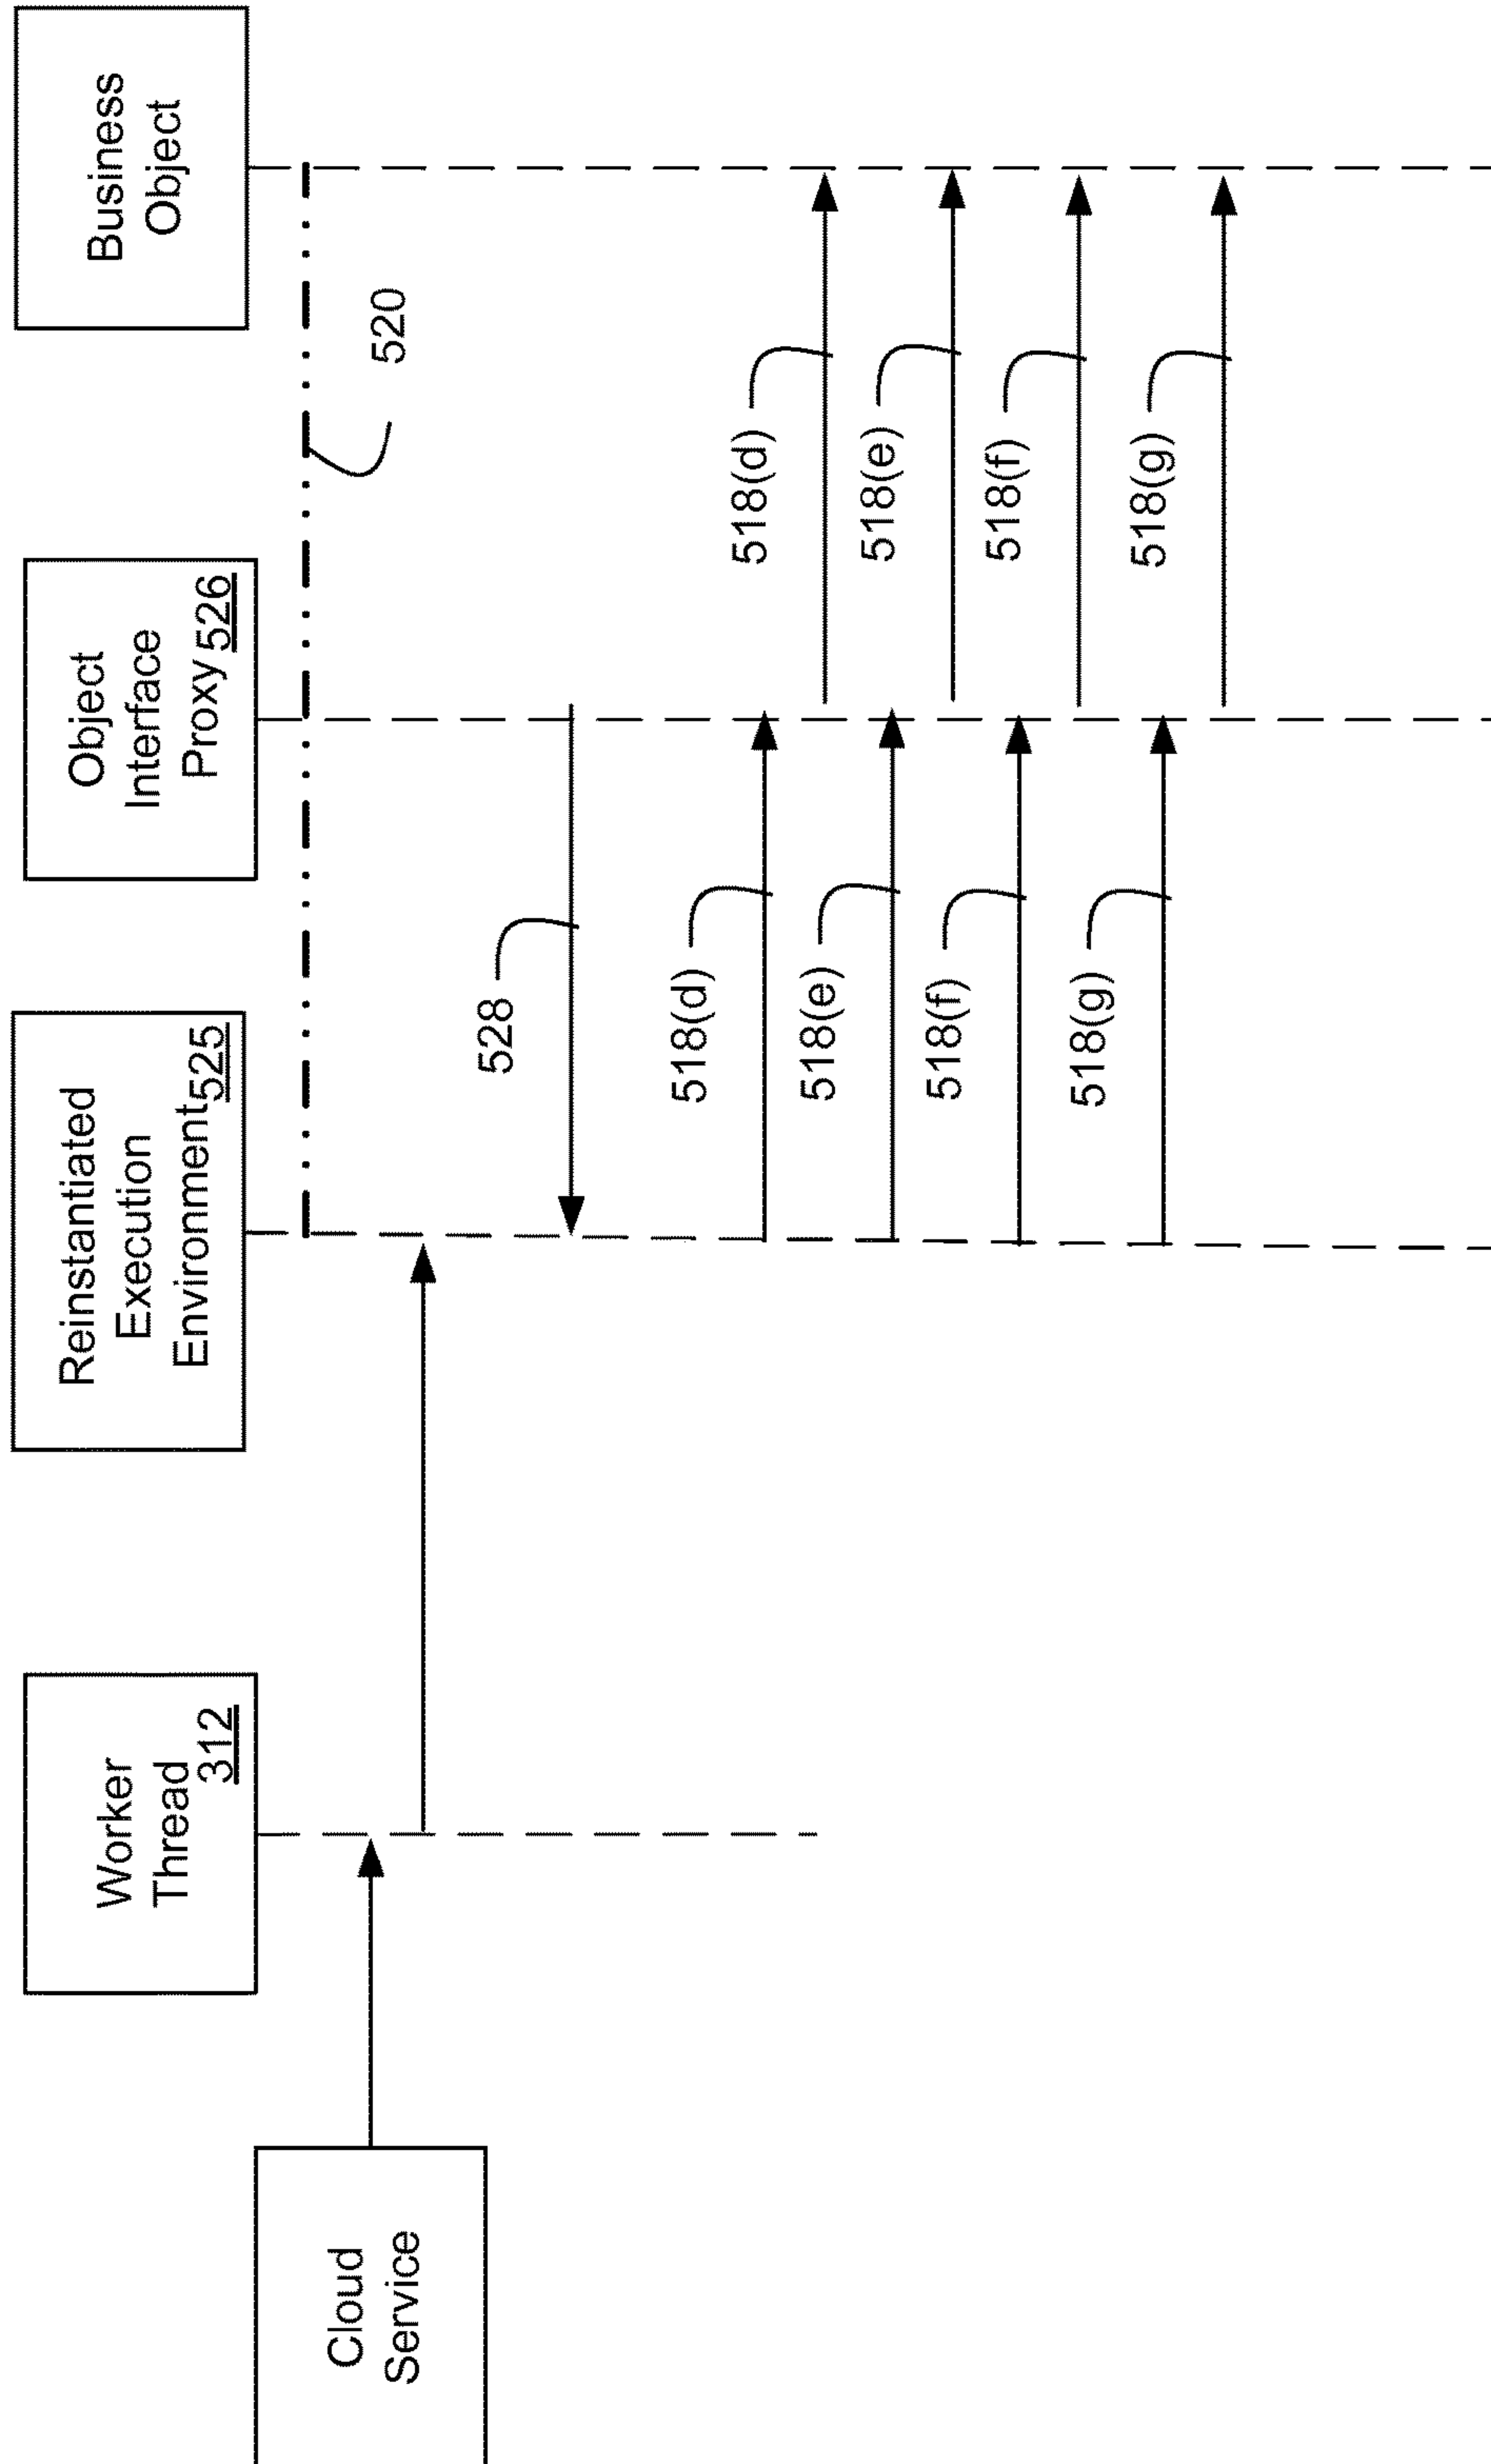 Cloud
Service
Worker
Thread
312
Reinstantiated
Execution
Environment 525
Object
Interface
Proxy 526
Business
Object
520
528
518(d)
518(d)
518(e)
518(e)
518(f)
518(f)
518(g)
518(g)